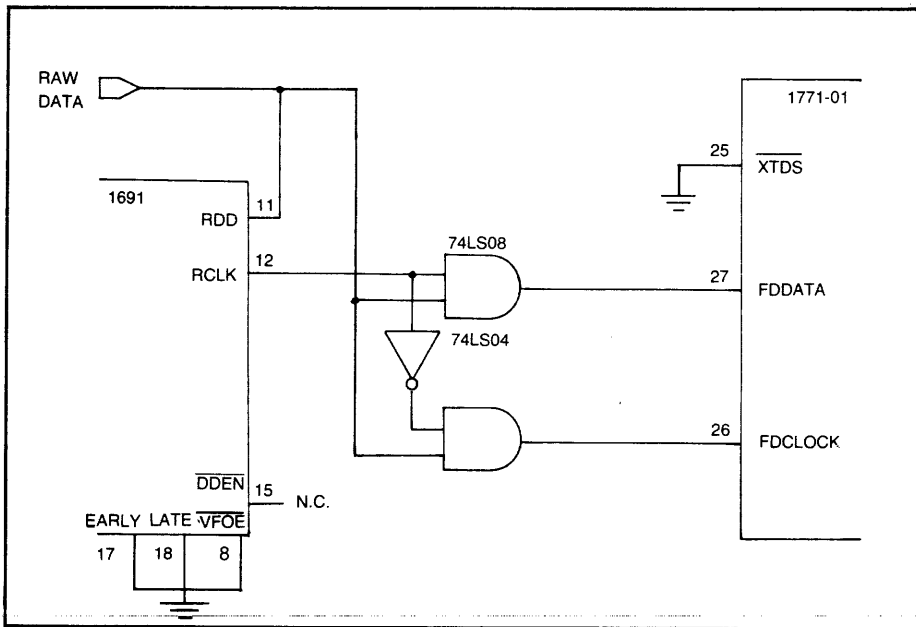 RAW
DATA
1771-01
25
XTDS
1691
11
RDD
12
RCLK
74LS08
27
FDDATA
74LS04
26
FDCLOCK
DDEN
15
N.C.
EARLY LATE VFOE
17 18 8